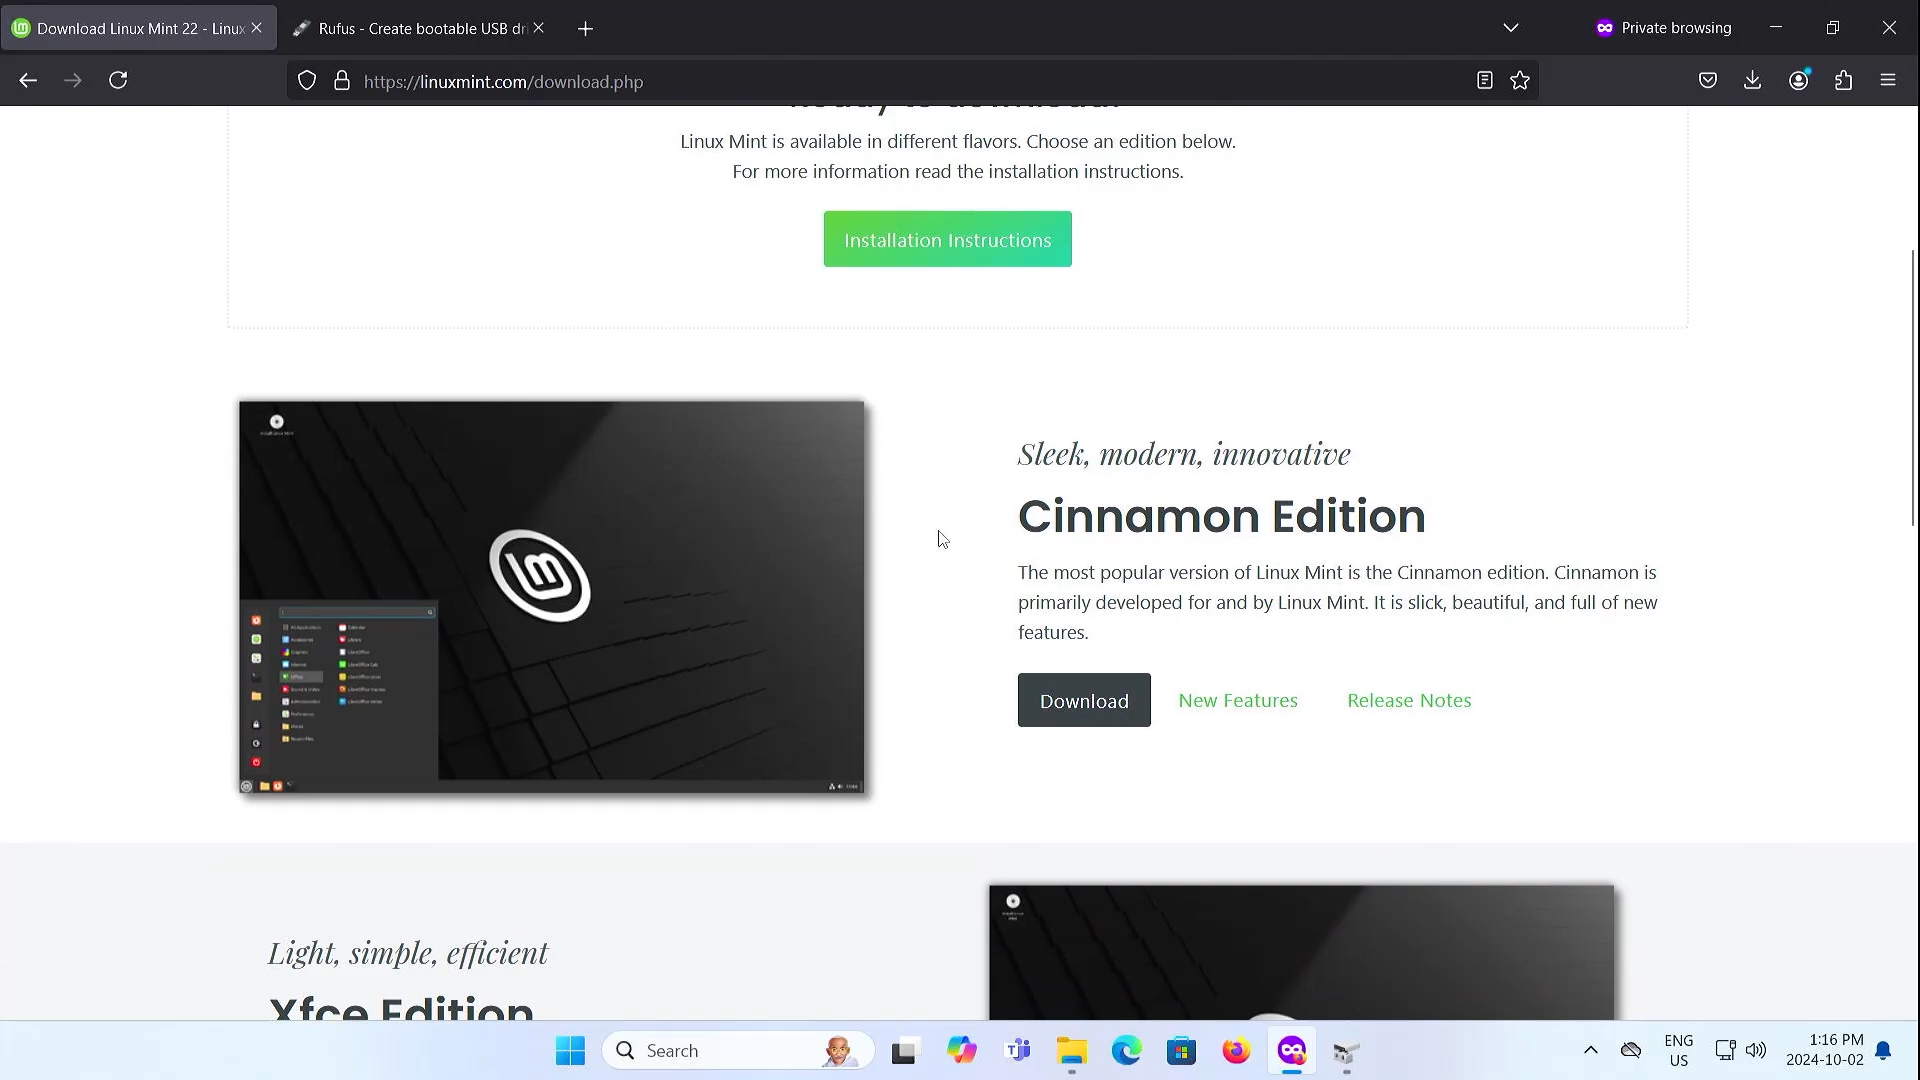 Download Linux Mint 22 - Linux
Rufus - Create bootable USB dri
Private browsing
https://linuxmint.com/download.php
Ready to download?
Linux Mint is available in different flavors. Choose an edition below.
For more information read the installation instructions.
Installation Instructions
Sleek, modern, innovative
Cinnamon Edition
The most popular version of Linux Mint is the Cinnamon edition. Cinnamon is
primarily developed for and by Linux Mint. It is slick, beautiful, and full of new
features.
Download
New Features
Release Notes
Light, simple, efficient
Xfce Edition
Search
ENG
US
1:16 PM
2024-10-02